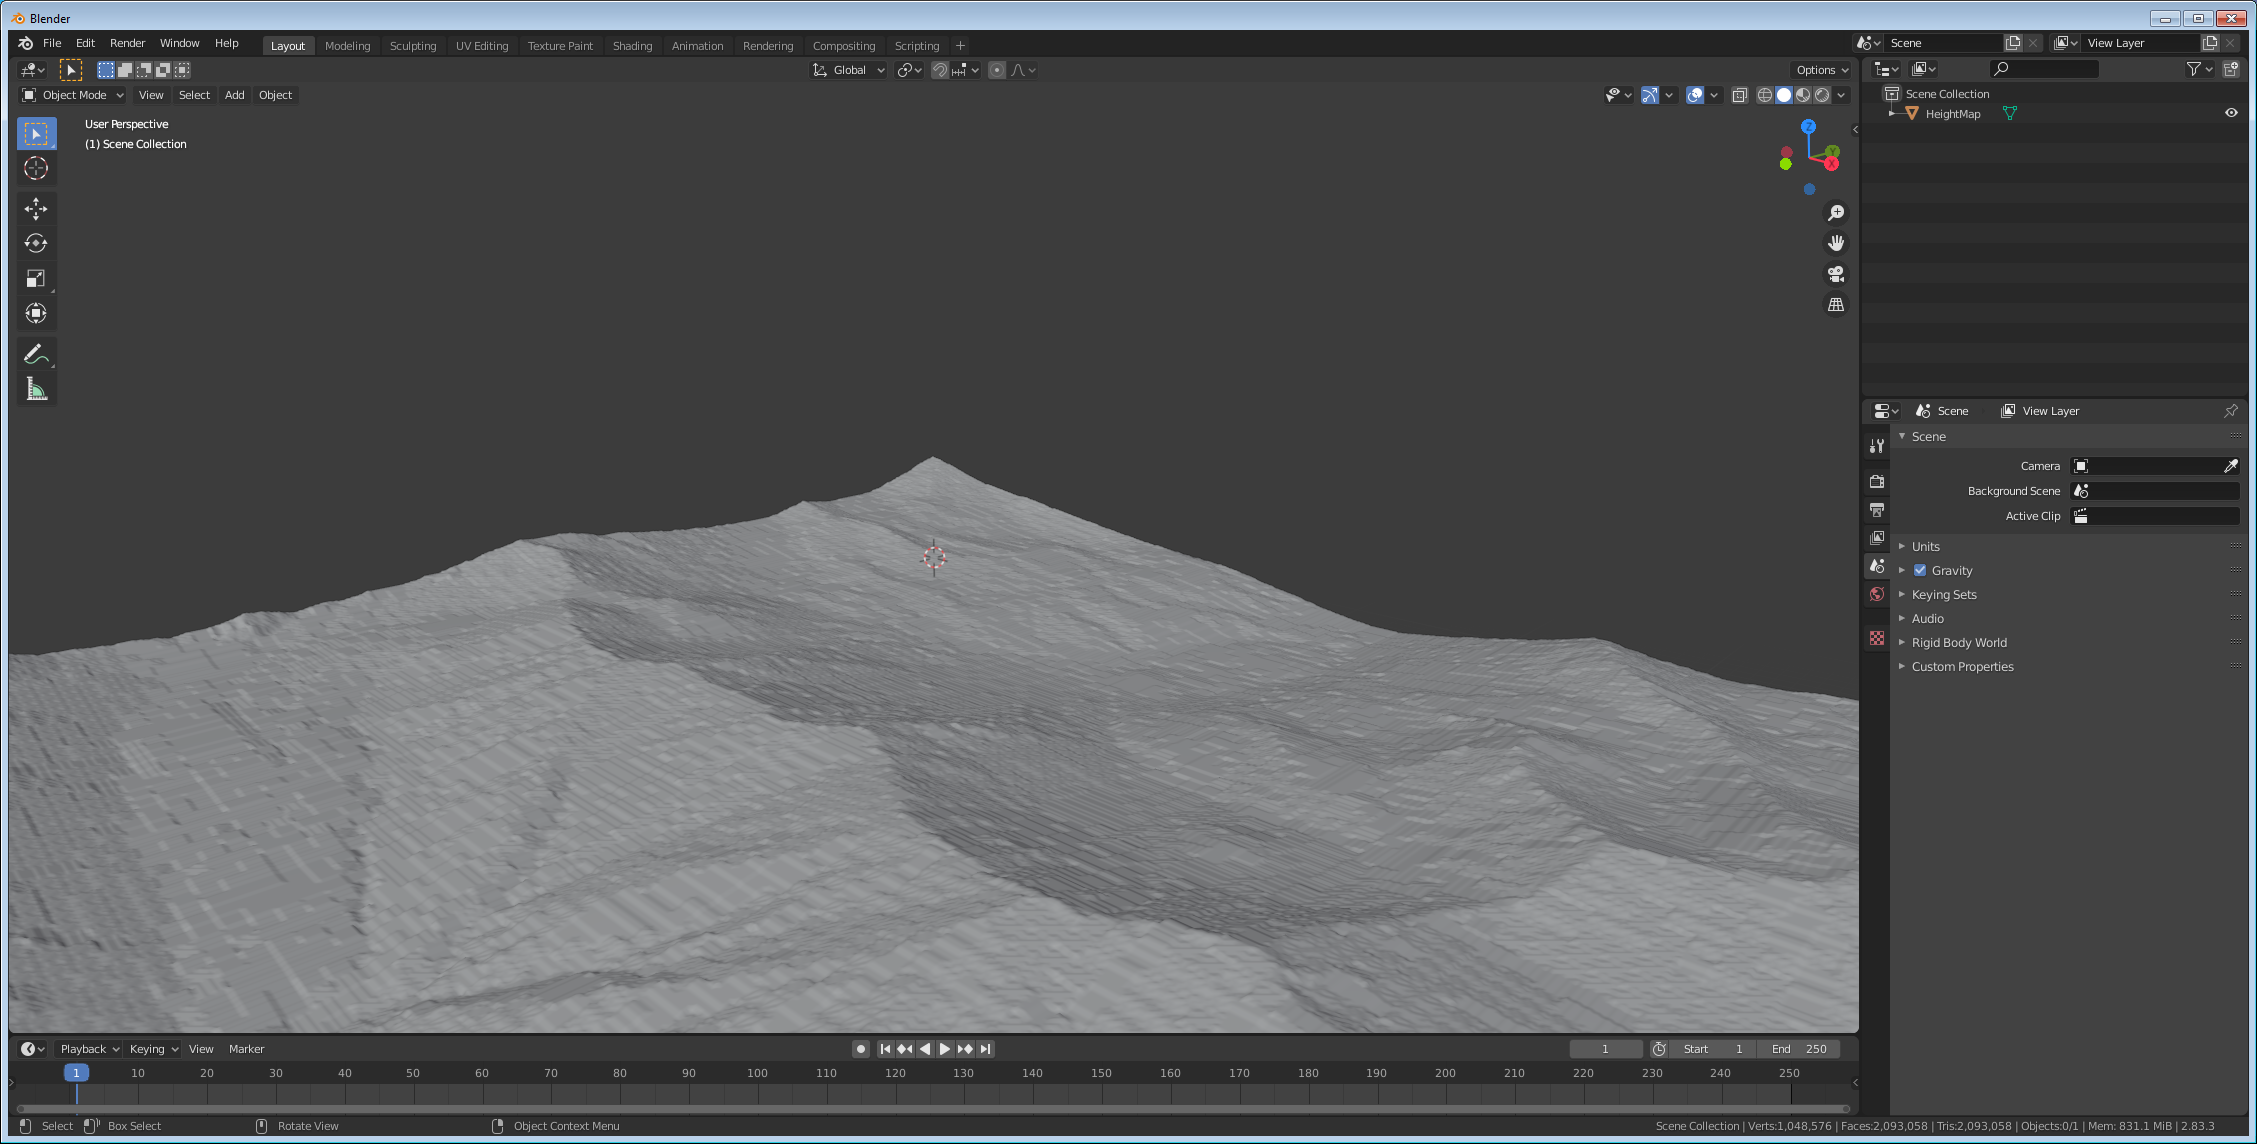 Blender
File Edit Render Window Help Layout Modeling Sculpting UV Editing Texture Paint Shading Animation Rendering Compositing Scripting + Scene View Layer
Global Options
Object Mode View Select Add Object
User Perspective
(1) Scene Collection
Z
Y
X
Scene Collection
HeightMap
Scene View Layer
Scene
Camera
Background Scene
Active Clip
Units
Gravity
Keying Sets
Audio
Rigid Body World
Custom Properties
Playback Keying View Marker 1 Start 1 End 250
1 10 20 30 40 50 60 70 80 90 100 110 120 130 140 150 160 170 180 190 200 210 220 230 240 250
Select Box Select Rotate View Object Context Menu Scene Collection | Verts:1,048,576 | Faces:2,093,058 | Tris:2,093,058 | Objects:0/1 | Mem: 831.1 MiB | 2.83.3